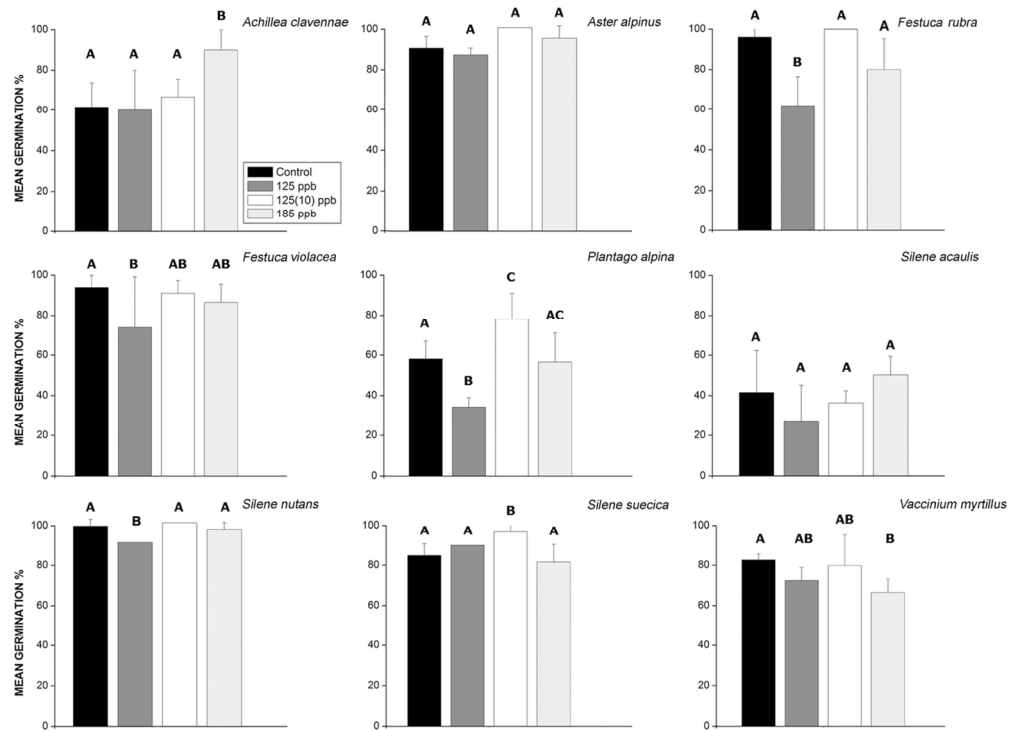 Achillea clavennae
Aster alpinus
Festuca rubra
MEAN GERMINATION %
100
80
60
40
20
0
A A A B
Control
125 ppb
125(10) ppb
185 ppb
100
80
60
40
20
0
A A A A
100
80
60
40
20
0
A B A A
Festuca violacea
Plantago alpina
Silene acaulis
MEAN GERMINATION %
100
80
60
40
20
0
A B AB AB
100
80
60
40
20
0
A B C AC
100
80
60
40
20
0
A A A A
Silene nutans
Silene suecica
Vaccinium myrtillus
MEAN GERMINATION %
100
80
60
40
20
0
A B A A
100
80
60
40
20
0
A A B A
100
80
60
40
20
0
A AB AB B